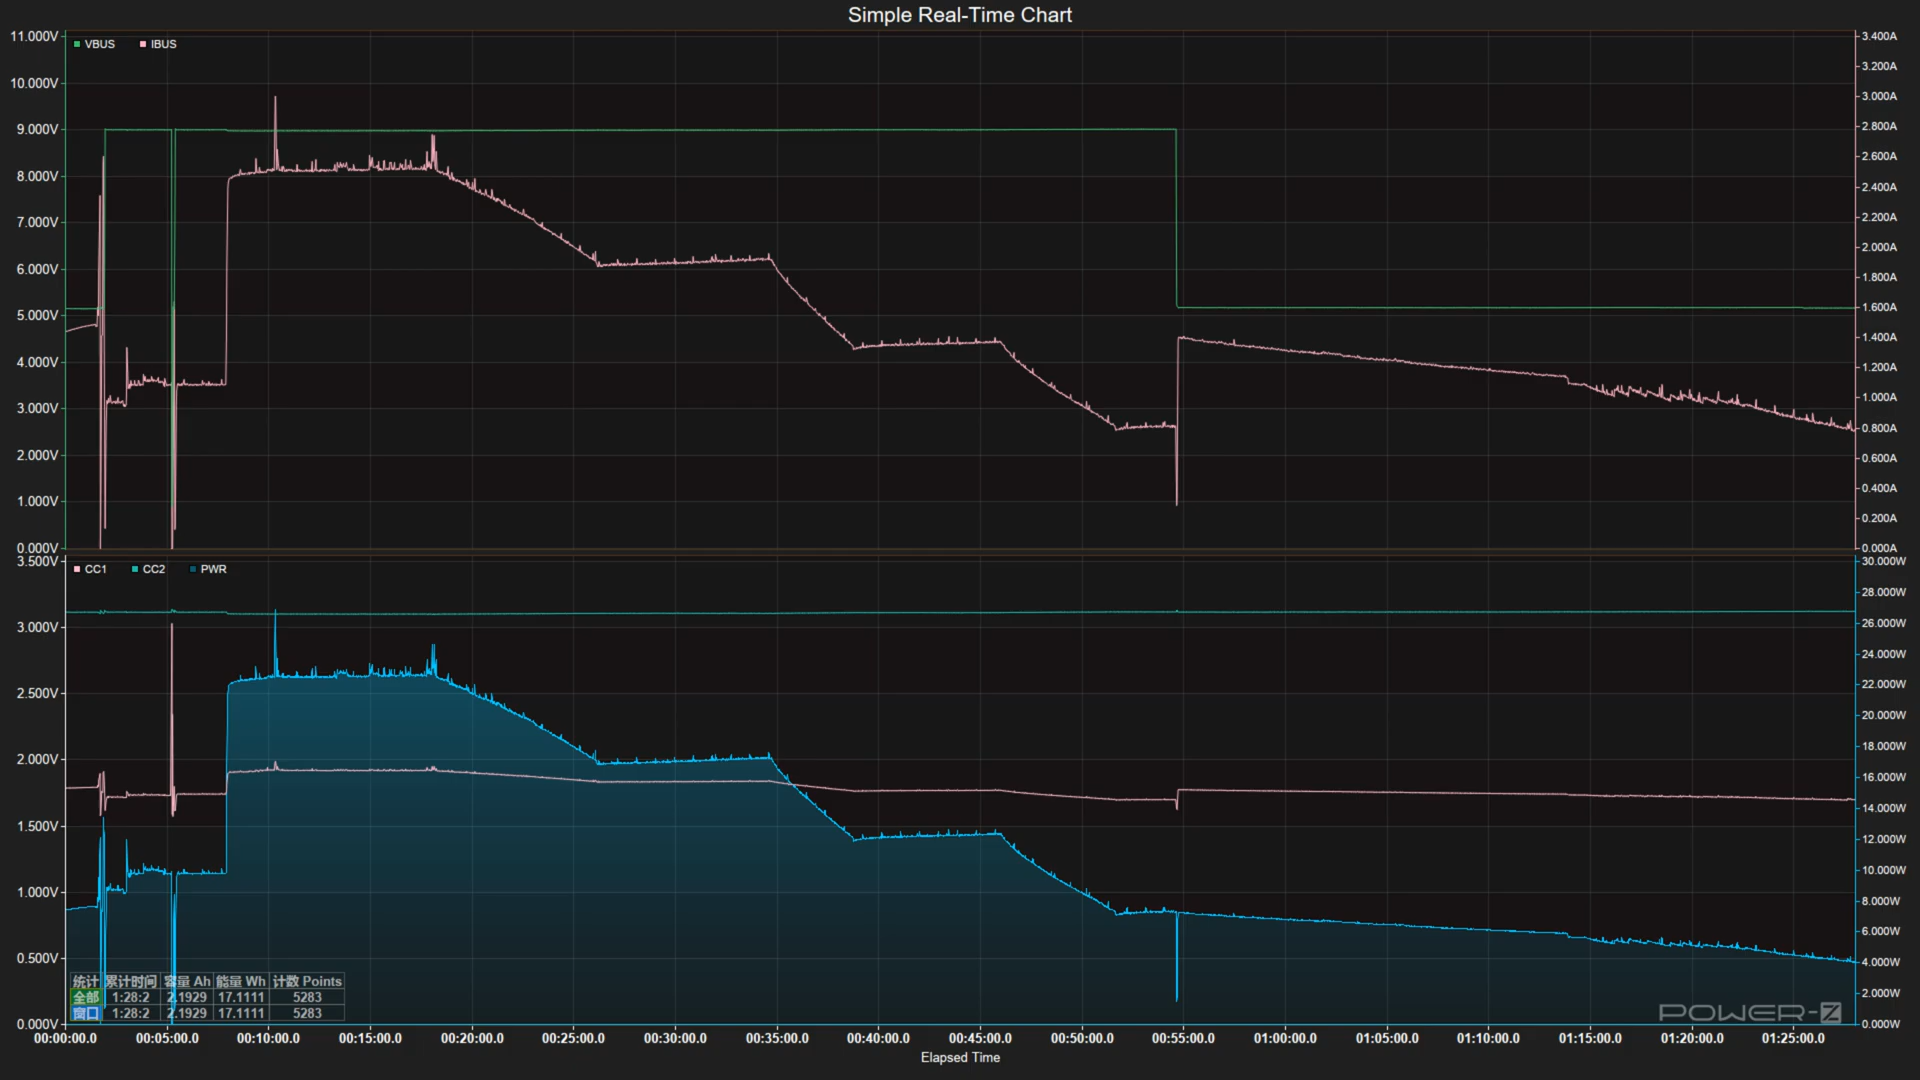 Simple Real-Time Chart
VBUS IBUS
11.000V
10.000V
9.000V
8.000V
7.000V
6.000V
5.000V
4.000V
3.000V
2.000V
1.000V
0.000V
3.400A
3.200A
3.000A
2.800A
2.600A
2.400A
2.200A
2.000A
1.800A
1.600A
1.400A
1.200A
1.000A
0.800A
0.600A
0.400A
0.200A
0.000A
CC1 CC2 PWR
3.500V
3.000V
2.500V
2.000V
1.500V
1.000V
0.500V
0.000V
30.000W
28.000W
26.000W
24.000W
22.000W
20.000W
18.000W
16.000W
14.000W
12.000W
10.000W
8.000W
6.000W
4.000W
2.000W
0.000W
统计 累计时间 容量 Ah 能量 Wh 计数 Points
全部 1:28:2 2.1929 17.1111 5283
窗口 1:28:2 2.1929 17.1111 5283
POWER-Z
00:00:00.0 00:05:00.0 00:10:00.0 00:15:00.0 00:20:00.0 00:25:00.0 00:30:00.0 00:35:00.0 00:40:00.0 00:45:00.0 00:50:00.0 00:55:00.0 01:00:00.0 01:05:00.0 01:10:00.0 01:15:00.0 01:20:00.0 01:25:00.0
Elapsed Time